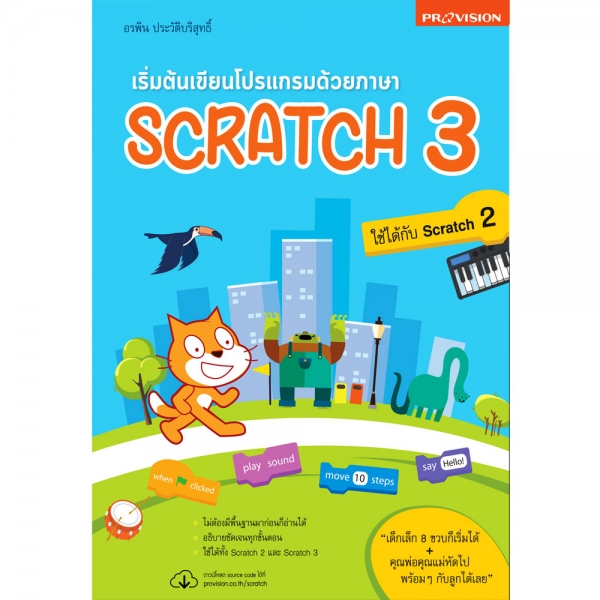 อรพิน ประวัติบริสุทธิ์
PROVISION
เริ่มต้นเขียนโปรแกรมด้วยภาษา
SCRATCH 3
ใช้ได้กับ Scratch 2
when clicked
play sound
move 10 steps
say Hello!
• ไม่ต้องมีพื้นฐานมาก่อนก็อ่านได้
• อธิบายชัดเจนทุกขั้นตอน
• ใช้ได้ทั้ง Scratch 2 และ Scratch 3
ดาวน์โหลด source code ได้ที่
provision.co.th/scratch
"เด็กเล็ก 8 ขวบก็เริ่มได้
+
คุณพ่อคุณแม่หัดไป
พร้อมๆ กับลูกได้เลย"